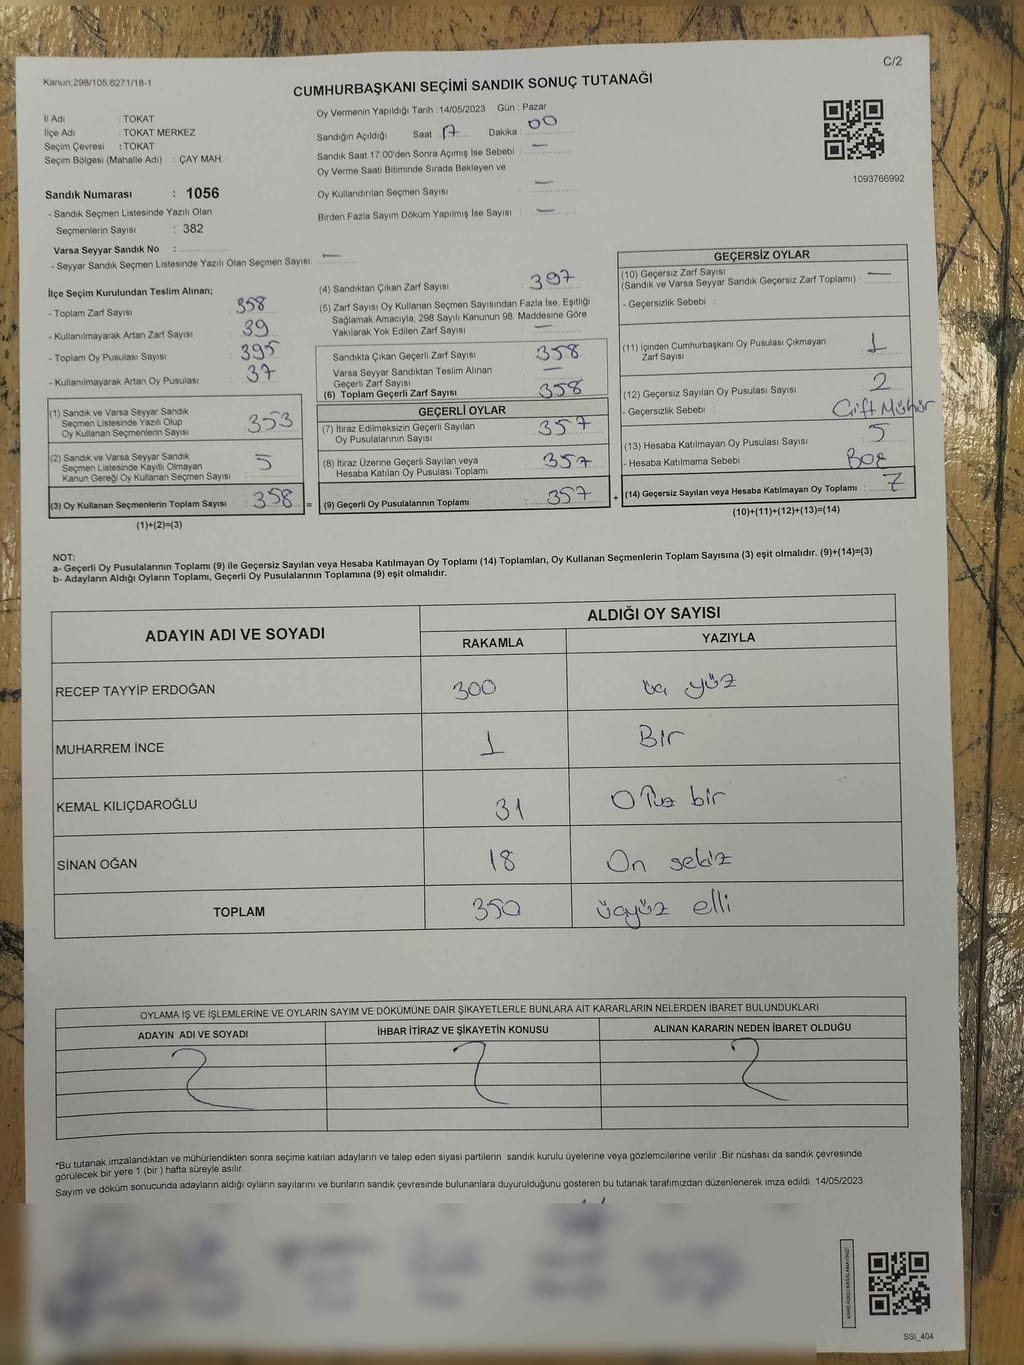 Kanun;298/105;6271/18-1
C/2
CUMHURBAŞKANI SEÇİMİ SANDIK SONUÇ TUTANAĞI
İl Adı : TOKAT
İlçe Adı : TOKAT MERKEZ
Seçim Çevresi : TOKAT
Seçim Bölgesi (Mahalle Adı) : ÇAY MAH.
Sandık Numarası : 1056
- Sandık Seçmen Listesinde Yazılı Olan
Seçmenlerin Sayısı : 382
Varsa Seyyar Sandık No :
- Seyyar Sandık Seçmen Listesinde Yazılı Olan Seçmen Sayısı: —
Oy Vermenin Yapıldığı Tarih : 14/05/2023 Gün : Pazar
Sandığın Açıldığı Saat : 17 Dakika : 00
Sandık Saat 17:00'den Sonra Açımış İse Sebebi : —
Oy Verme Saati Bitiminde Sırada Bekleyen ve
Oy Kullandırılan Seçmen Sayısı : —
Birden Fazla Sayım Döküm Yapılmış İse Sayısı : —
1093766992
İlçe Seçim Kurulundan Teslim Alınan;
- Toplam Zarf Sayısı : 358
- Kullanılmayarak Artan Zarf Sayısı : 39
- Toplam Oy Pusulası Sayısı : 395
- Kullanılmayarak Artan Oy Pusulası : 37
(1) Sandık ve Varsa Seyyar Sandık
Seçmen Listesinde Yazılı Olup
Oy Kullanan Seçmenlerin Sayısı : 353
(2) Sandık ve Varsa Seyyar Sandık
Seçmen Listesinde Kayıtlı Olmayan
Kanun Gereği Oy Kullanan Seçmen Sayısı : 5
(3) Oy Kullanan Seçmenlerin Toplam Sayısı : 358 =
(1)+(2)=(3)
(4) Sandıktan Çıkan Zarf Sayısı : 397
(5) Zarf Sayısı Oy Kullanan Seçmen Sayısından Fazla İse, Eşitliği
Sağlamak Amacıyla; 298 Sayılı Kanunun 98. Maddesine Göre
Yakılarak Yok Edilen Zarf Sayısı : —
Sandıkta Çıkan Geçerli Zarf Sayısı : 358
Varsa Seyyar Sandıktan Teslim Alınan
Geçerli Zarf Sayısı : —
(6) Toplam Geçerli Zarf Sayısı : 358
GEÇERLİ OYLAR
(7) İtiraz Edilmeksizin Geçerli Sayılan
Oy Pusulalarının Sayısı : 357
(8) İtiraz Üzerine Geçerli Sayılan veya
Hesaba Katılan Oy Pusulası Toplamı : 357
(9) Geçerli Oy Pusulalarının Toplamı : 357 +
GEÇERSİZ OYLAR
(10) Geçersiz Zarf Sayısı
(Sandık ve Varsa Seyyar Sandık Geçersiz Zarf Toplamı) : —
- Geçersizlik Sebebi :
(11) İçinden Cumhurbaşkanı Oy Pusulası Çıkmayan
Zarf Sayısı : 1
(12) Geçersiz Sayılan Oy Pusulası Sayısı : 2
- Geçersizlik Sebebi : Çift Mühür
(13) Hesaba Katılmayan Oy Pusulası Sayısı : 5
- Hesaba Katılmama Sebebi : Boş
(14) Geçersiz Sayılan veya Hesaba Katılmayan Oy Toplamı : 7
(10)+(11)+(12)+(13)=(14)
NOT:
a- Geçerli Oy Pusulalarının Toplamı (9) ile Geçersiz Sayılan veya Hesaba Katılmayan Oy Toplamı (14) Toplamları, Oy Kullanan Seçmenlerin Toplam Sayısına (3) eşit olmalıdır. (9)+(14)=(3)
b- Adayların Aldığı Oyların Toplamı, Geçerli Oy Pusulalarının Toplamına (9) eşit olmalıdır.
ADAYIN ADI VE SOYADI ALDIĞI OY SAYISI
RAKAMLA YAZIYLA
RECEP TAYYİP ERDOĞAN 300 üç yüz
MUHARREM İNCE 1 Bir
KEMAL KILIÇDAROĞLU 31 Otuz bir
SİNAN OĞAN 18 On sekiz
TOPLAM 350 üçyüz elli
OYLAMA İŞ VE İŞLEMLERİNE VE OYLARIN SAYIM VE DÖKÜMÜNE DAİR ŞİKAYETLERLE BUNLARA AİT KARARLARIN NELERDEN İBARET BULUNDUKLARI
ADAYIN ADI VE SOYADI İHBAR İTİRAZ VE ŞİKAYETİN KONUSU ALINAN KARARIN NEDEN İBARET OLDUĞU
*Bu tutanak imzalandıktan ve mühürlendikten sonra seçime katılan adayların ve talep eden siyasi partilerin sandık kurulu üyelerine veya gözlemcilerine verilir .Bir nüshası da sandık çevresinde
görülecek bir yere 1 (bir ) hafta süreyle asılır.
Sayım ve döküm sonucunda adayların aldığı oyların sayılarını ve bunların sandık çevresinde bulunanlara duyurulduğunu gösteren bu tutanak tarafımızdan düzenlenerek imza edildi. 14/05/2023
SSI_404